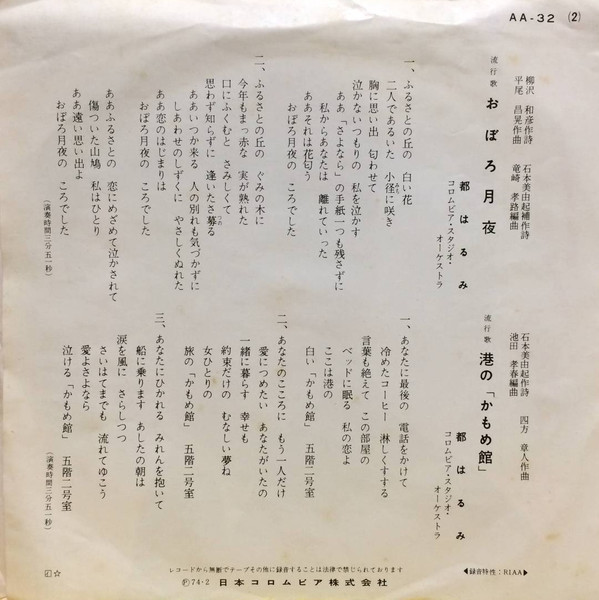 AA-32 (2)
柳沢 和彦作詩 石本美由起補作詩
平尾 昌晃作曲 竜崎 孝路編曲
流行歌 おぼろ月夜
都 はるみ
コロムビア・スタジオ・
オーケストラ
一、ふるさとの丘の 白い花
二人であるいた 小径に咲き
みち
胸に思い出 匂わせて
泣かないつもりの 私を泣かす
ああ「さよなら」の手紙一つも残さずに
私からあなたは 離れていった
ああそれは花匂う
おぼろ月夜の ころでした
二、ふるさとの丘の ぐみの木に
今年もまっ赤な 実が熟れた
口にふくむと さみしくて
思わず知らずに 逢いたさ募る
つの
ああいつか来る 人の別れも気づかずに
しあわせのしずくに やさしくぬれた
ああ恋のはじまりは
おぼろ月夜の ころでした
ああふるさとの 恋にめざめて泣かされて
傷ついた山鳩 私はひとり
ああ遠い思い出よ
おぼろ月夜の ころでした
(演奏時間三分五一秒)
石本美由起作詩 四方 章人作曲
池田 孝春編曲
流行歌 港の「かもめ館」
都 はるみ
コロムビア・スタジオ・
オーケストラ
一、あなたに最後の 電話をかけて
冷めたコーヒー 淋しくすする
言葉も絶えて この部屋の
ベッドに眠る 私の恋よ
ここは港の
白い「かもめ館」 五階二号室
二、あなたのこころに もう一人だけ
愛につめたい あなたがいたの
一緒に暮らす 幸せも
約束だけの むなしい夢ね
女ひとりの
旅の「かもめ館」 五階二号室
三、あなたにひかれる みれんを抱いて
船に乗ります あしたの朝は
涙を風に さらしつつ
さいはてまでも 流れてゆこう
愛よさよなら
泣ける「かもめ館」 五階二号室
(演奏時間三分五一秒)
レコードから無断でテープその他に録音することは法律で禁じられております
Ⓟ74・2 日本コロムビア株式会社
◀録音特性:RIAA▶